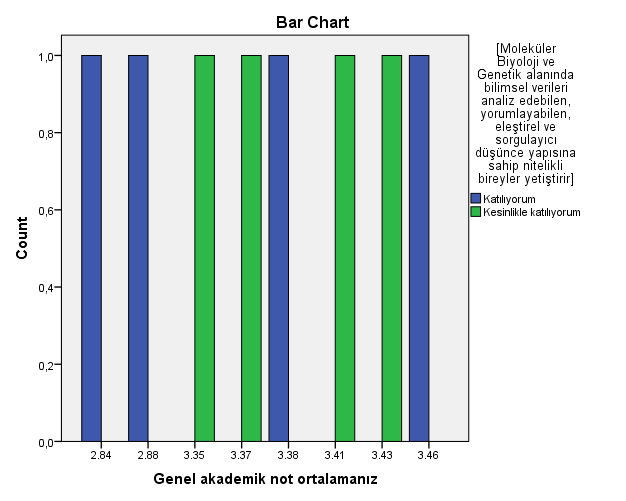 Bar Chart
[Moleküler
Biyoloji ve
Genetik alanında
bilimsel verileri
analiz edebilen,
yorumlayabilen,
eleştirel ve
sorgulayıcı
düşünce yapısına
sahip nitelikli
bireyler yetiştirir]
Katılıyorum
Kesinlikle katılıyorum
Count
1,0
0,8
0,6
0,4
0,2
0,0
2.84 2.88 3.35 3.37 3.38 3.41 3.43 3.46
Genel akademik not ortalamanız